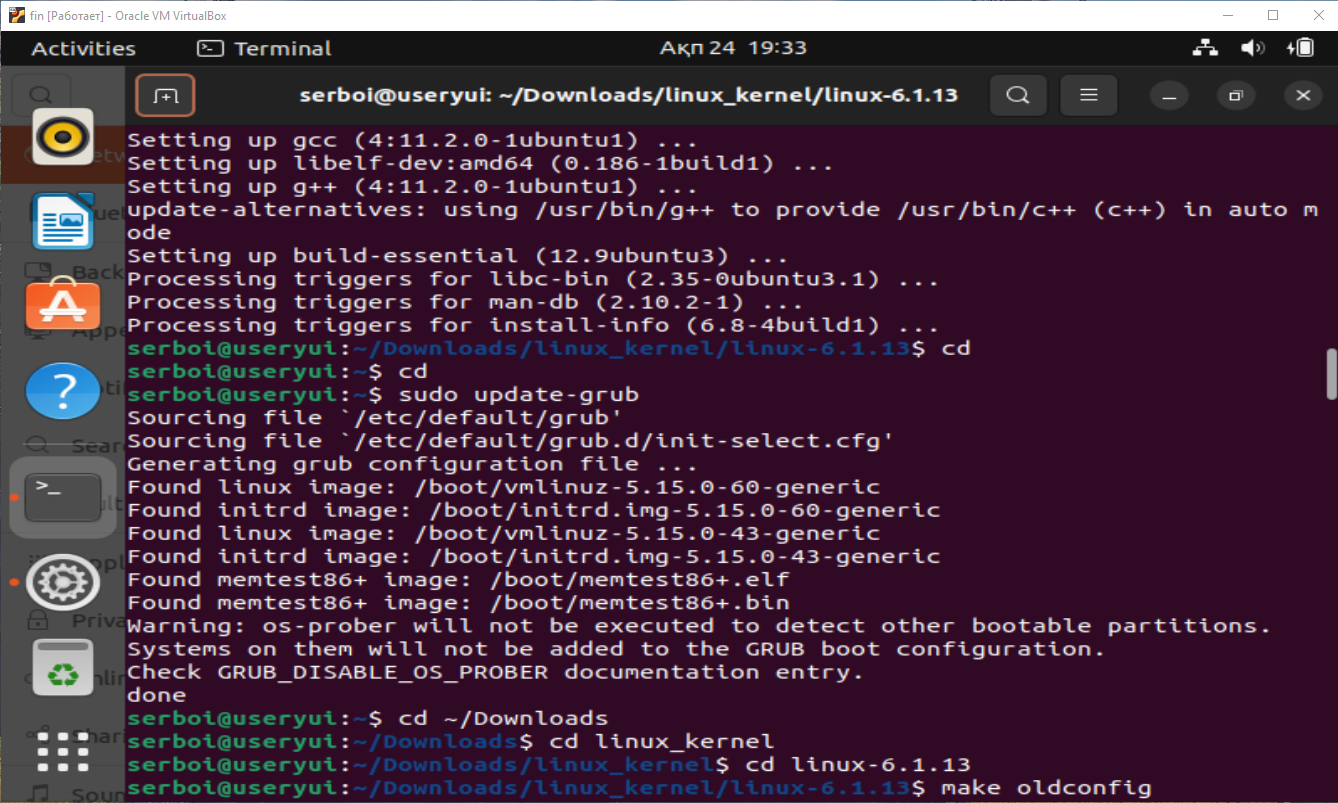 fin [Работает] - Oracle VM VirtualBox
Activities
Terminal
Ақп 24 19:33
serboi@useryui: ~/Downloads/linux_kernel/linux-6.1.13
Setting up gcc (4:11.2.0-1ubuntu1) ...
Setting up libelf-dev:amd64 (0.186-1build1) ...
Setting up g++ (4:11.2.0-1ubuntu1) ...
update-alternatives: using /usr/bin/g++ to provide /usr/bin/c++ (c++) in auto m
ode
Setting up build-essential (12.9ubuntu3) ...
Processing triggers for libc-bin (2.35-0ubuntu3.1) ...
Processing triggers for man-db (2.10.2-1) ...
Processing triggers for install-info (6.8-4build1) ...
serboi@useryui:~/Downloads/linux_kernel/linux-6.1.13$ cd
serboi@useryui:~$ cd
serboi@useryui:~$ sudo update-grub
Sourcing file `/etc/default/grub'
Sourcing file `/etc/default/grub.d/init-select.cfg'
Generating grub configuration file ...
Found linux image: /boot/vmlinuz-5.15.0-60-generic
Found initrd image: /boot/initrd.img-5.15.0-60-generic
Found linux image: /boot/vmlinuz-5.15.0-43-generic
Found initrd image: /boot/initrd.img-5.15.0-43-generic
Found memtest86+ image: /boot/memtest86+.elf
Found memtest86+ image: /boot/memtest86+.bin
Warning: os-prober will not be executed to detect other bootable partitions.
Systems on them will not be added to the GRUB boot configuration.
Check GRUB_DISABLE_OS_PROBER documentation entry.
done
serboi@useryui:~$ cd ~/Downloads
serboi@useryui:~/Downloads$ cd linux_kernel
serboi@useryui:~/Downloads/linux_kernel$ cd linux-6.1.13
serboi@useryui:~/Downloads/linux_kernel/linux-6.1.13$ make oldconfig